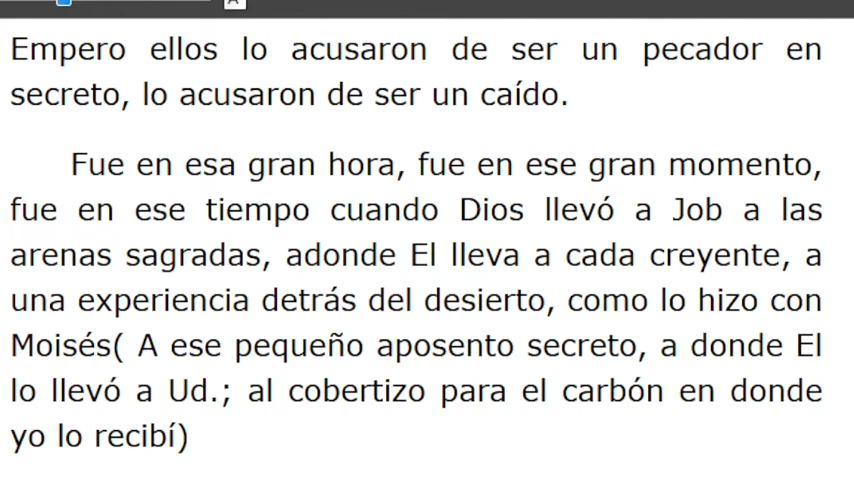 Empero ellos lo acusaron de ser un pecador en
secreto, lo acusaron de ser un caído.
Fue en esa gran hora, fue en ese gran momento,
fue en ese tiempo cuando Dios llevó a Job a las
arenas sagradas, adonde El lleva a cada creyente, a
una experiencia detrás del desierto, como lo hizo con
Moisés( A ese pequeño aposento secreto, a donde El
lo llevó a Ud.; al cobertizo para el carbón en donde
yo lo recibí)